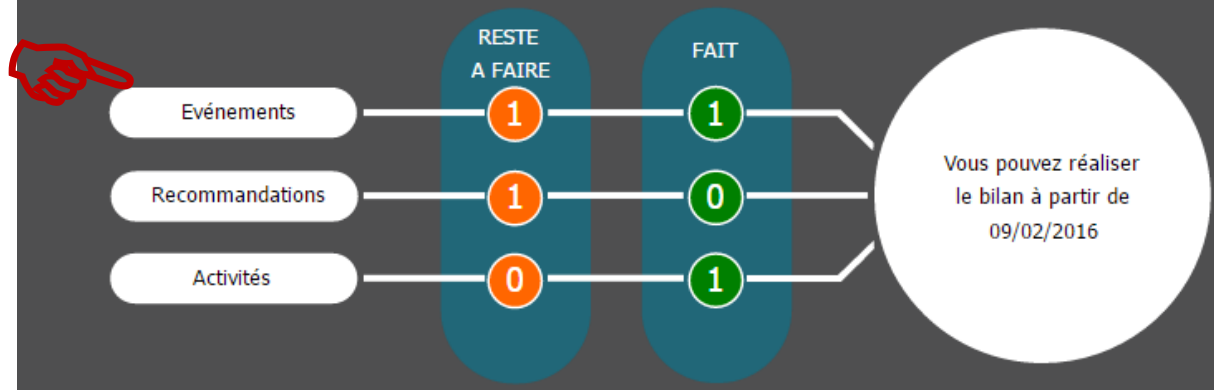 RESTE
A FAIRE
FAIT
Evénements
1
1
Recommandations
1
0
Activités
0
1
Vous pouvez réaliser
le bilan à partir de
09/02/2016